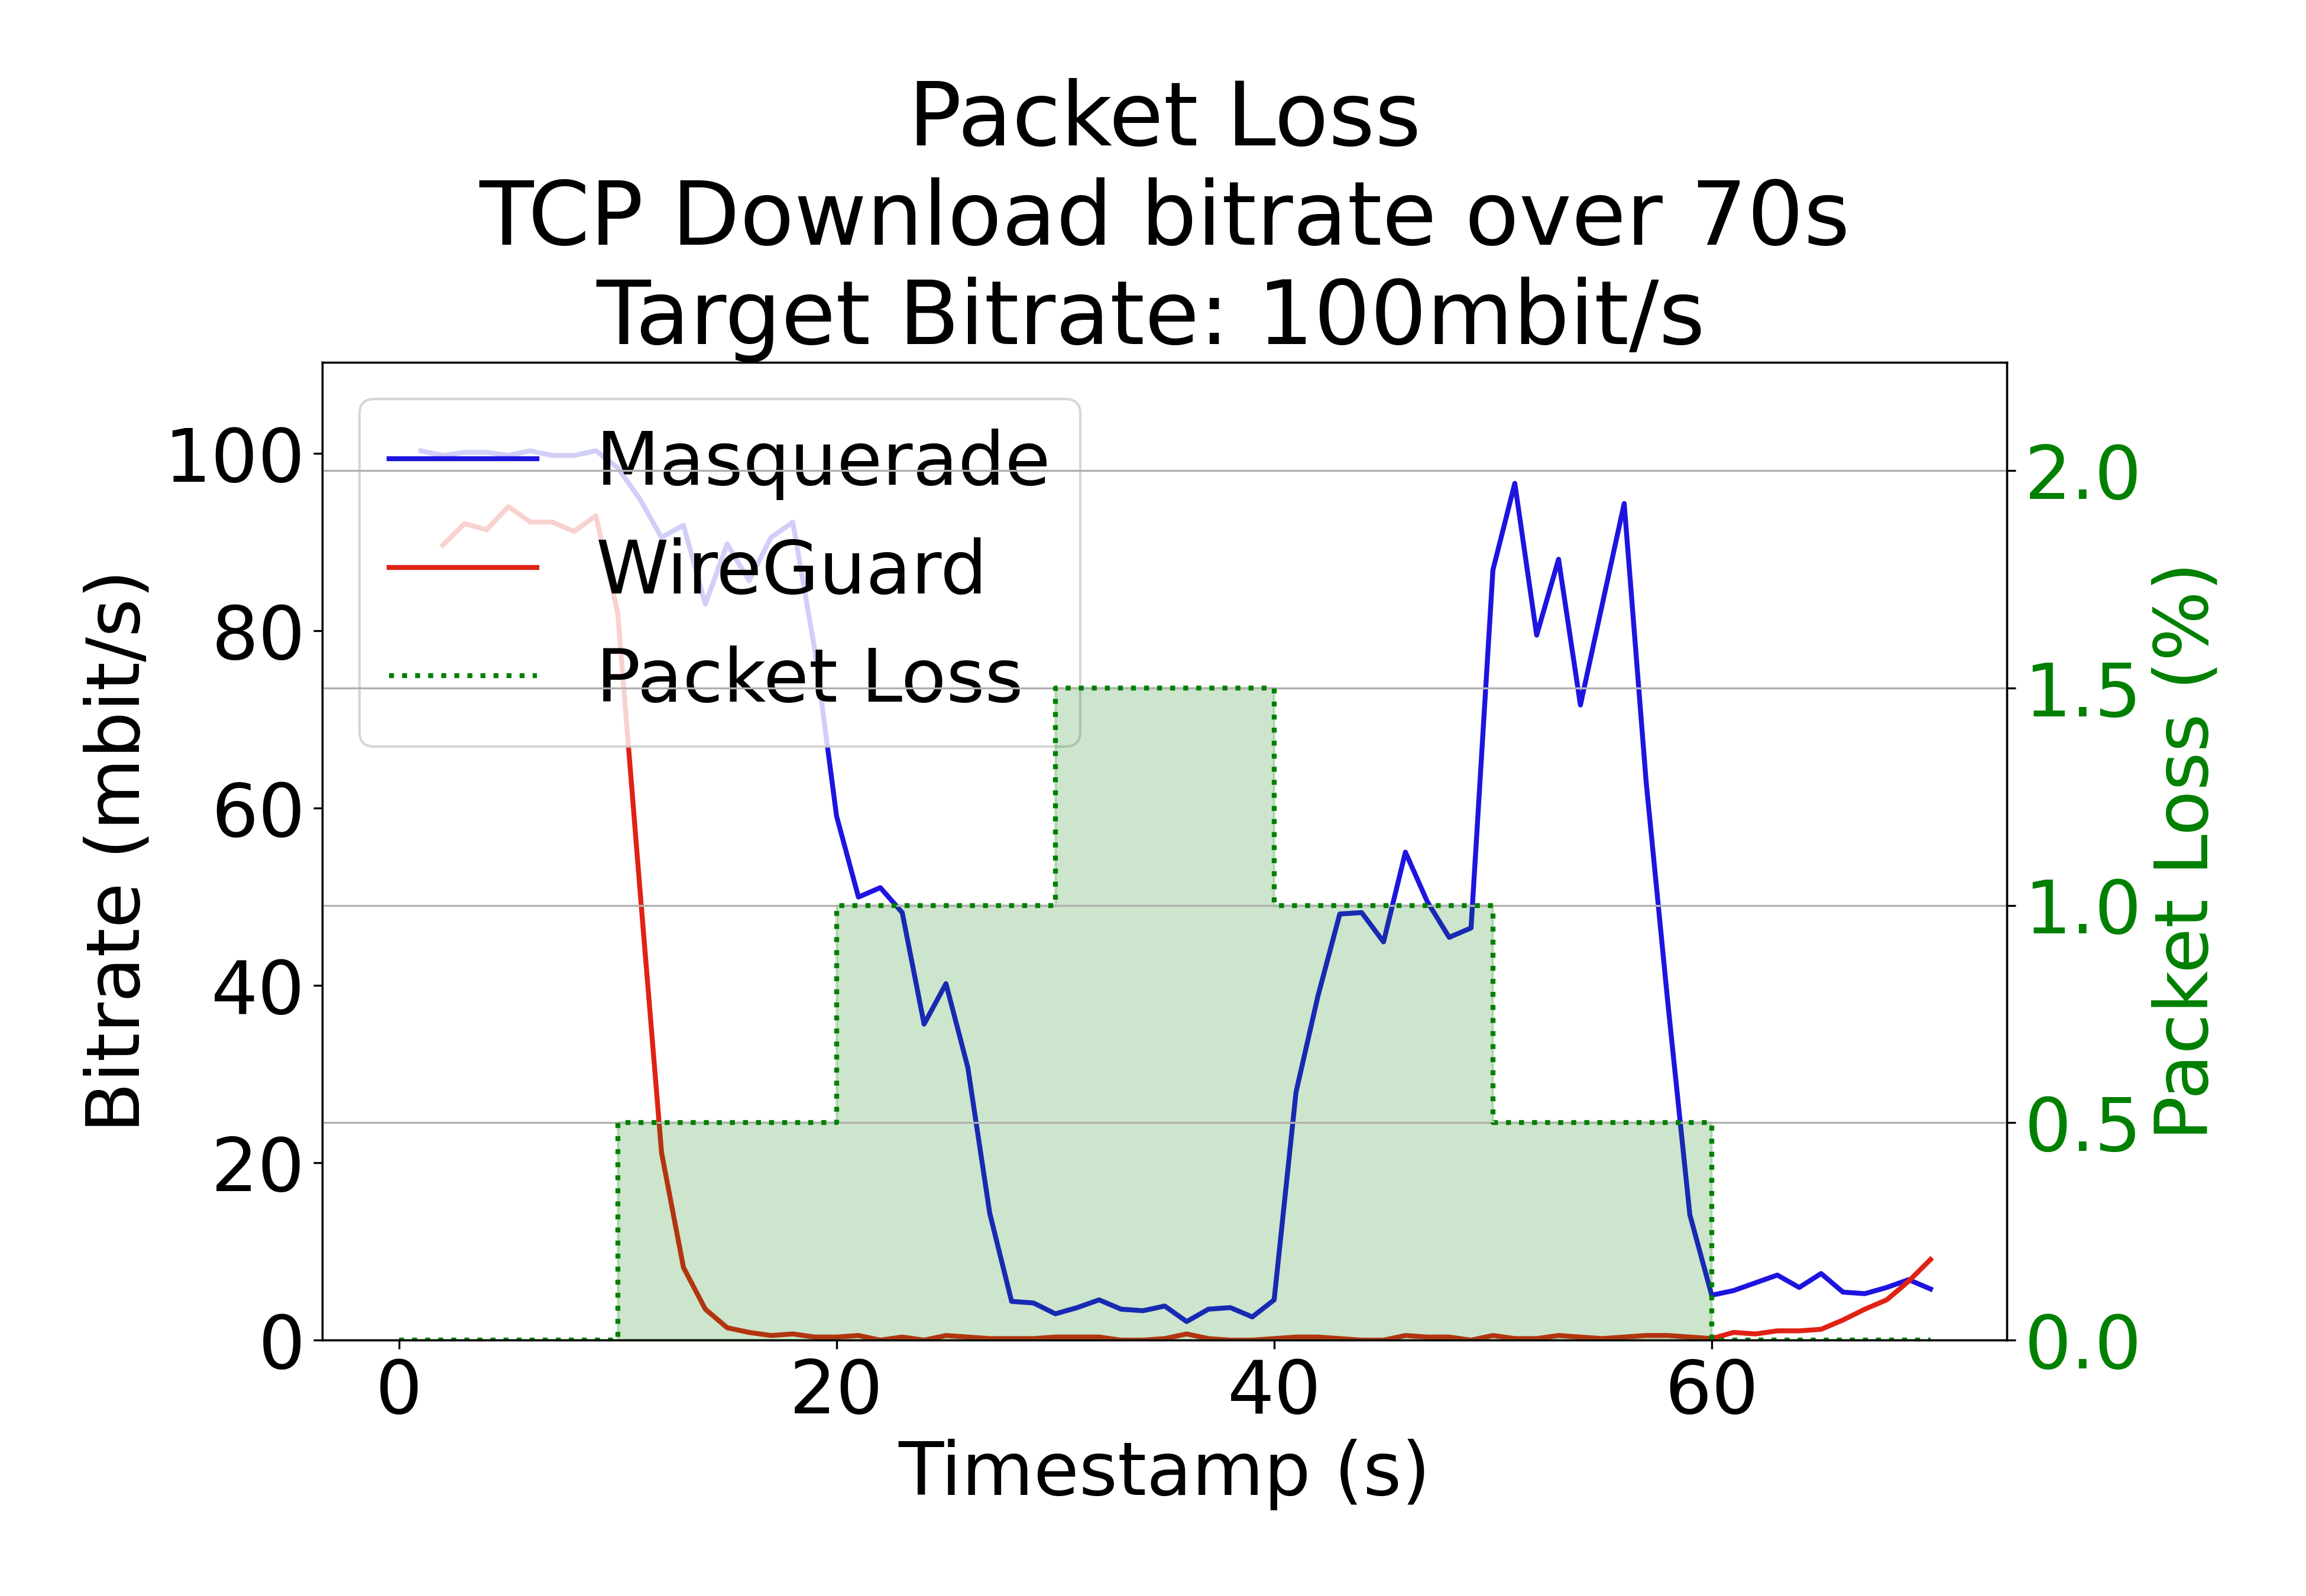 Packet Loss
TCP Download bitrate over 70s
Target Bitrate: 100mbit/s
Masquerade
WireGuard
Packet Loss
Bitrate (mbit/s)
100
80
60
40
20
0
2.0
1.5
1.0
0.5
0.0
Packet Loss (%)
0 20 40 60
Timestamp (s)